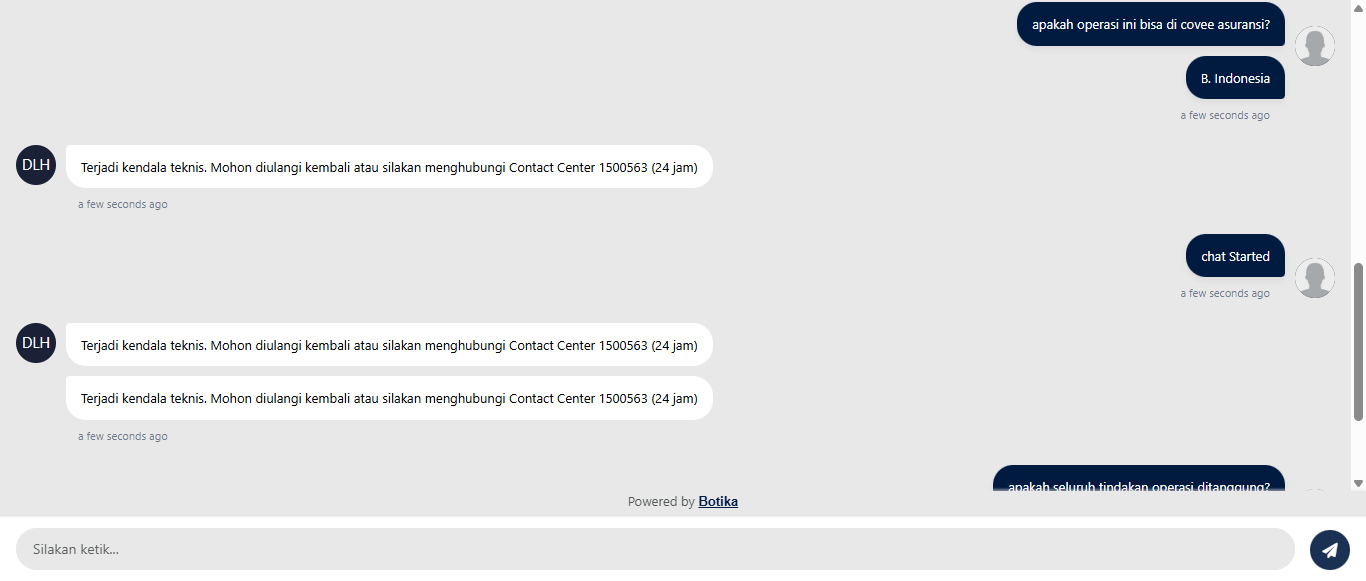 apakah operasi ini bisa di covee asuransi?
B. Indonesia
a few seconds ago
DLH
Terjadi kendala teknis. Mohon diulangi kembali atau silakan menghubungi Contact Center 1500563 (24 jam)
a few seconds ago
chat Started
a few seconds ago
DLH
Terjadi kendala teknis. Mohon diulangi kembali atau silakan menghubungi Contact Center 1500563 (24 jam)
Terjadi kendala teknis. Mohon diulangi kembali atau silakan menghubungi Contact Center 1500563 (24 jam)
a few seconds ago
apakah seluruh tindakan operasi ditanggung?
Powered by Botika
Silakan ketik...